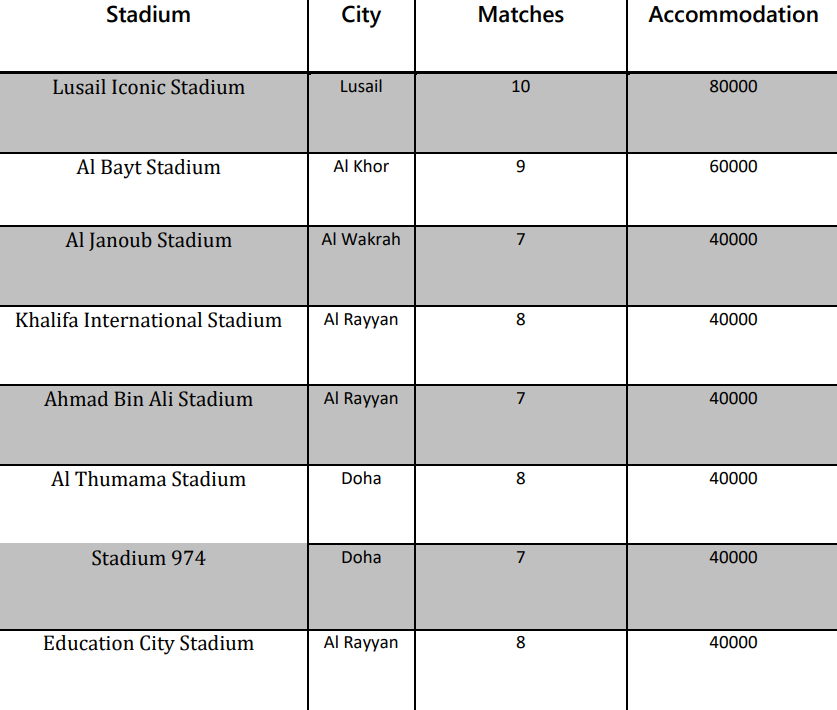 Stadium City Matches Accommodation
Lusail Iconic Stadium Lusail 10 80000
Al Bayt Stadium Al Khor 9 60000
Al Janoub Stadium Al Wakrah 7 40000
Khalifa International Stadium Al Rayyan 8 40000
Ahmad Bin Ali Stadium Al Rayyan 7 40000
Al Thumama Stadium Doha 8 40000
Stadium 974 Doha 7 40000
Education City Stadium Al Rayyan 8 40000